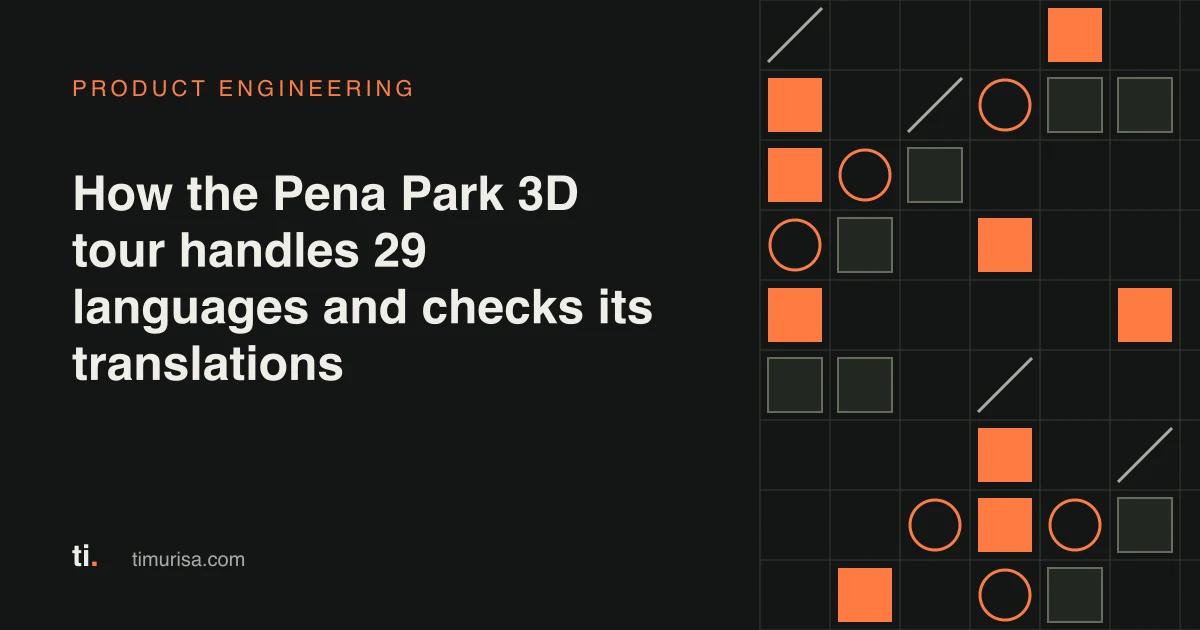 PRODUCT ENGINEERING
How the Pena Park 3D
tour handles 29
languages and checks its
translations
ti.
timurisa.com